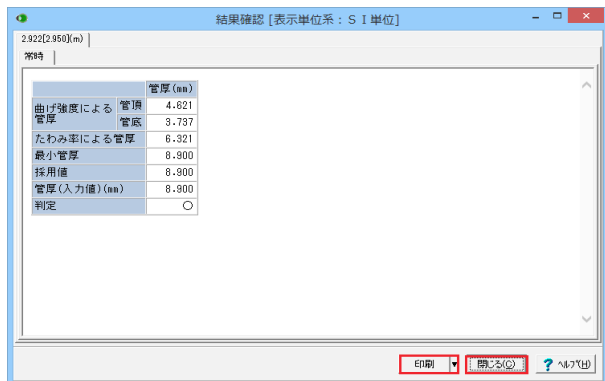 結果確認 [表示単位系：ＳＩ単位]
2.922[2.950](m)
常時
管厚(mm)
曲げ強度による管厚 管頂 4.621
管底 3.737
たわみ率による管厚 6.321
最小管厚 8.900
採用値 8.900
管厚(入力値)(mm) 8.900
判定 ○
印刷 ▼ 閉じる(C) ? ﾍﾙﾌﾟ(H)